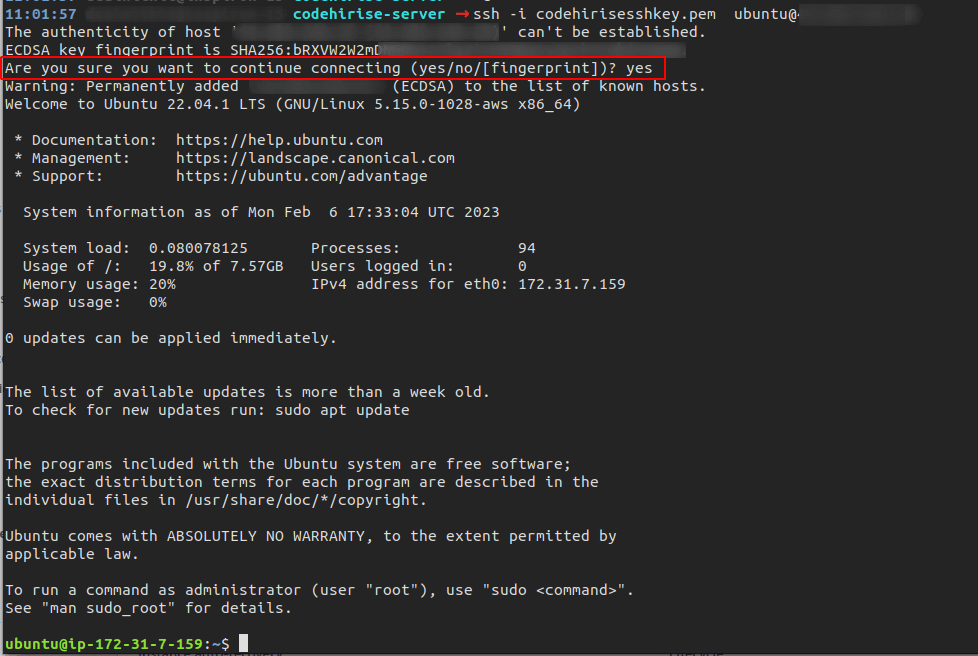 11:01:57 codehirise-server →ssh -i codehirisesshkey.pem ubuntu@
The authenticity of host ' ' can't be established.
ECDSA key fingerprint is SHA256:bRXVW2W2mD
Are you sure you want to continue connecting (yes/no/[fingerprint])? yes
Warning: Permanently added (ECDSA) to the list of known hosts.
Welcome to Ubuntu 22.04.1 LTS (GNU/Linux 5.15.0-1028-aws x86_64)
* Documentation: https://help.ubuntu.com
* Management: https://landscape.canonical.com
* Support: https://ubuntu.com/advantage
System information as of Mon Feb 6 17:33:04 UTC 2023
System load: 0.080078125 Processes: 94
Usage of /: 19.8% of 7.57GB Users logged in: 0
Memory usage: 20% IPv4 address for eth0: 172.31.7.159
Swap usage: 0%
0 updates can be applied immediately.
The list of available updates is more than a week old.
To check for new updates run: sudo apt update
The programs included with the Ubuntu system are free software;
the exact distribution terms for each program are described in the
individual files in /usr/share/doc/*/copyright.
Ubuntu comes with ABSOLUTELY NO WARRANTY, to the extent permitted by
applicable law.
To run a command as administrator (user "root"), use "sudo <command>".
See "man sudo_root" for details.
ubuntu@ip-172-31-7-159:~$